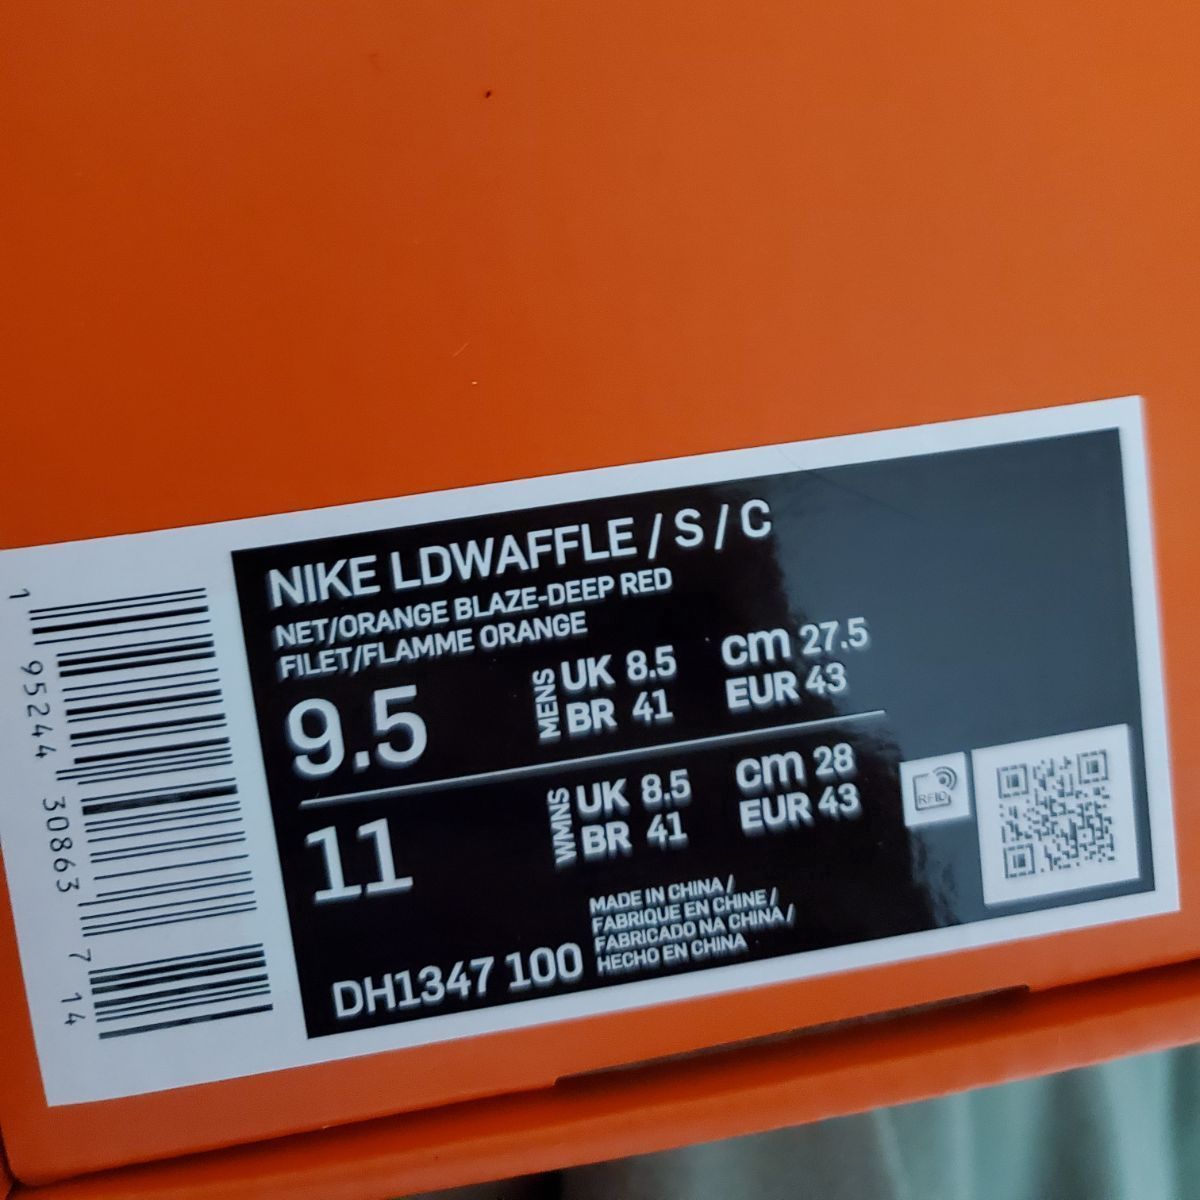 NIKE LDWAFFLE / S / C
NET/ORANGE BLAZE-DEEP RED
FILET/FLAMME ORANGE
9.5 MENS UK 8.5 cm 27.5
BR 41 EUR 43
11 WMNS UK 8.5 cm 28
BR 41 EUR 43
RFID
MADE IN CHINA /
FABRIQUE EN CHINE /
FABRICADO NA CHINA /
HECHO EN CHINA
DH1347 100
1 95244 30863 7 14